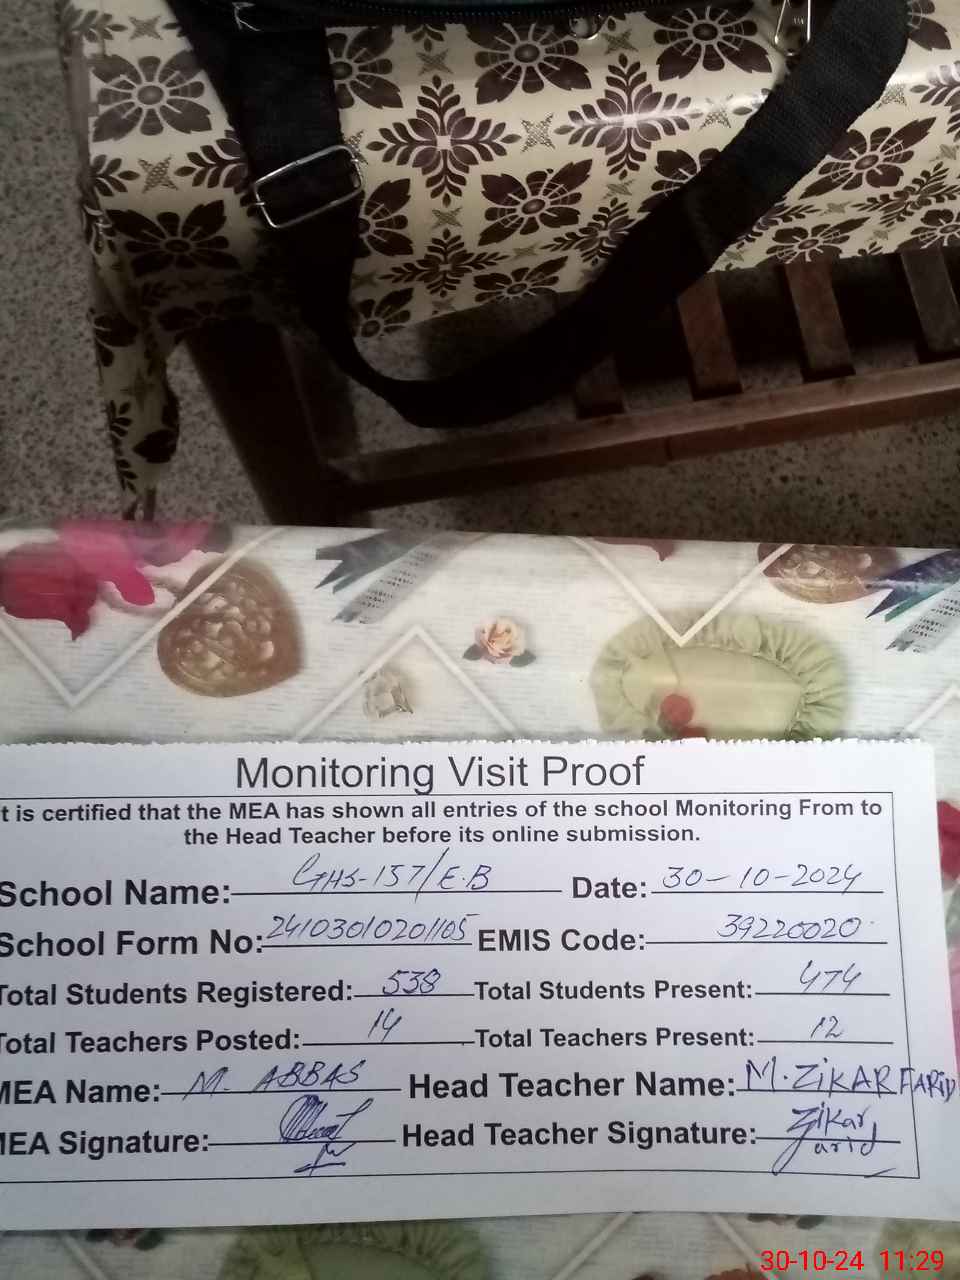 Monitoring Visit Proof
t is certified that the MEA has shown all entries of the school Monitoring From to
the Head Teacher before its online submission.
School Name: GHS-157/E.B Date: 30-10-2024
School Form No: 24103010201105 EMIS Code: 39220020
Total Students Registered: 538 Total Students Present: 474
Total Teachers Posted: 14 Total Teachers Present: 12
MEA Name: M. ABBAS Head Teacher Name: M. ZiKAR FARiD
MEA Signature: Head Teacher Signature: Zikar
farid
30-10-24 11:29